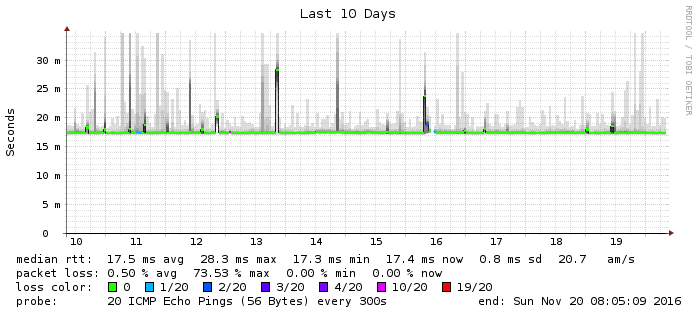 Last 10 Days
RRDTOOL / TOBI OETIKER
Seconds
30 m
25 m
20 m
15 m
10 m
5 m
0
10 11 12 13 14 15 16 17 18 19
median rtt: 17.5 ms avg 28.3 ms max 17.3 ms min 17.4 ms now 0.8 ms sd 20.7 am/s
packet loss: 0.50 % avg 73.53 % max 0.00 % min 0.00 % now
loss color: 0 1/20 2/20 3/20 4/20 10/20 19/20
probe: 20 ICMP Echo Pings (56 Bytes) every 300s end: Sun Nov 20 08:05:09 2016